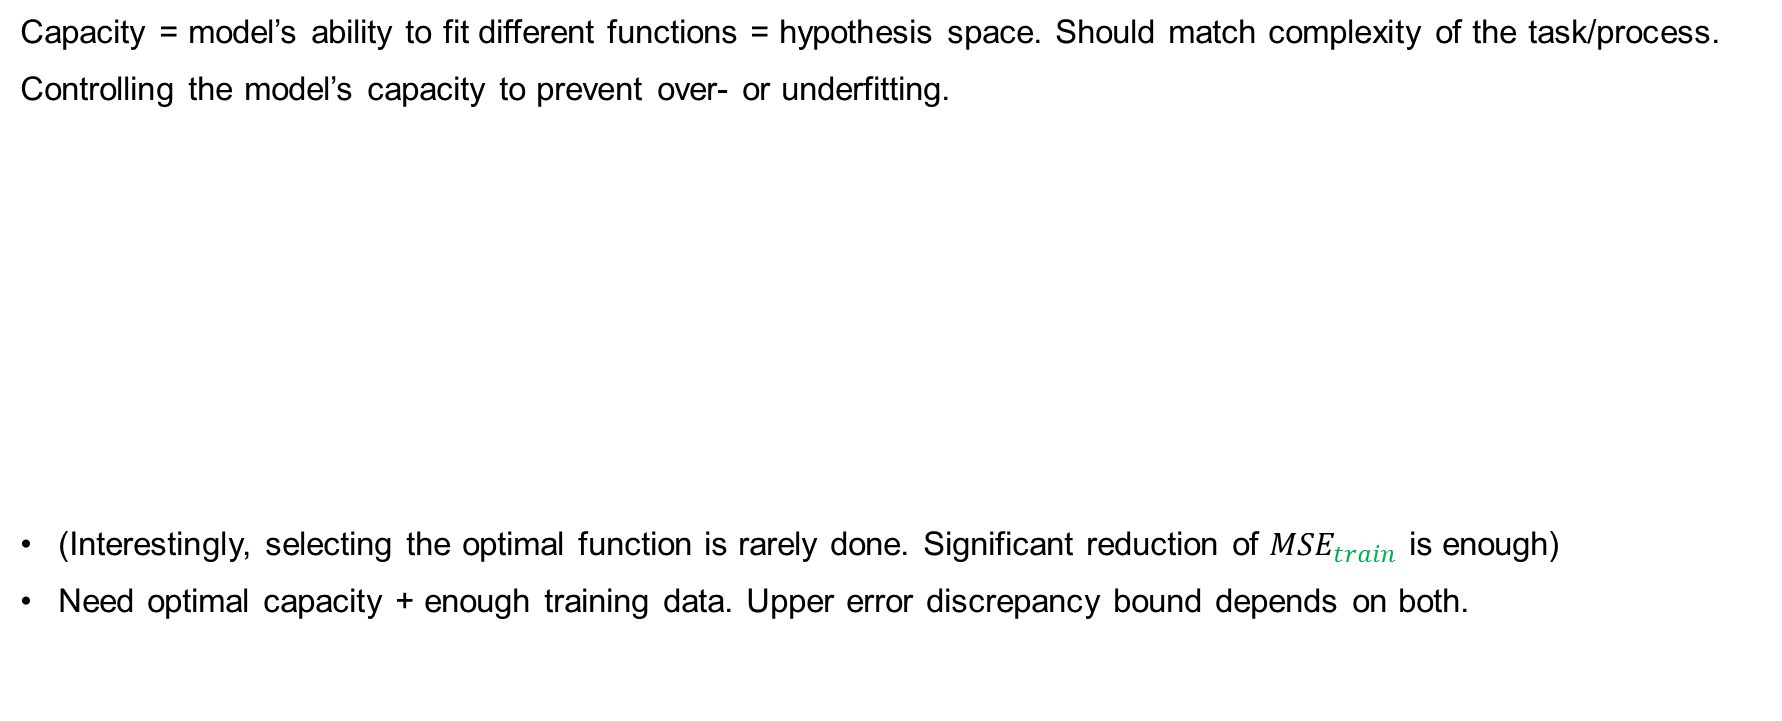 Capacity = model’s ability to fit different functions = hypothesis space. Should match complexity of the task/process.
Controlling the model’s capacity to prevent over- or underfitting.
• (Interestingly, selecting the optimal function is rarely done. Significant reduction of MSE_train is enough)
• Need optimal capacity + enough training data. Upper error discrepancy bound depends on both.